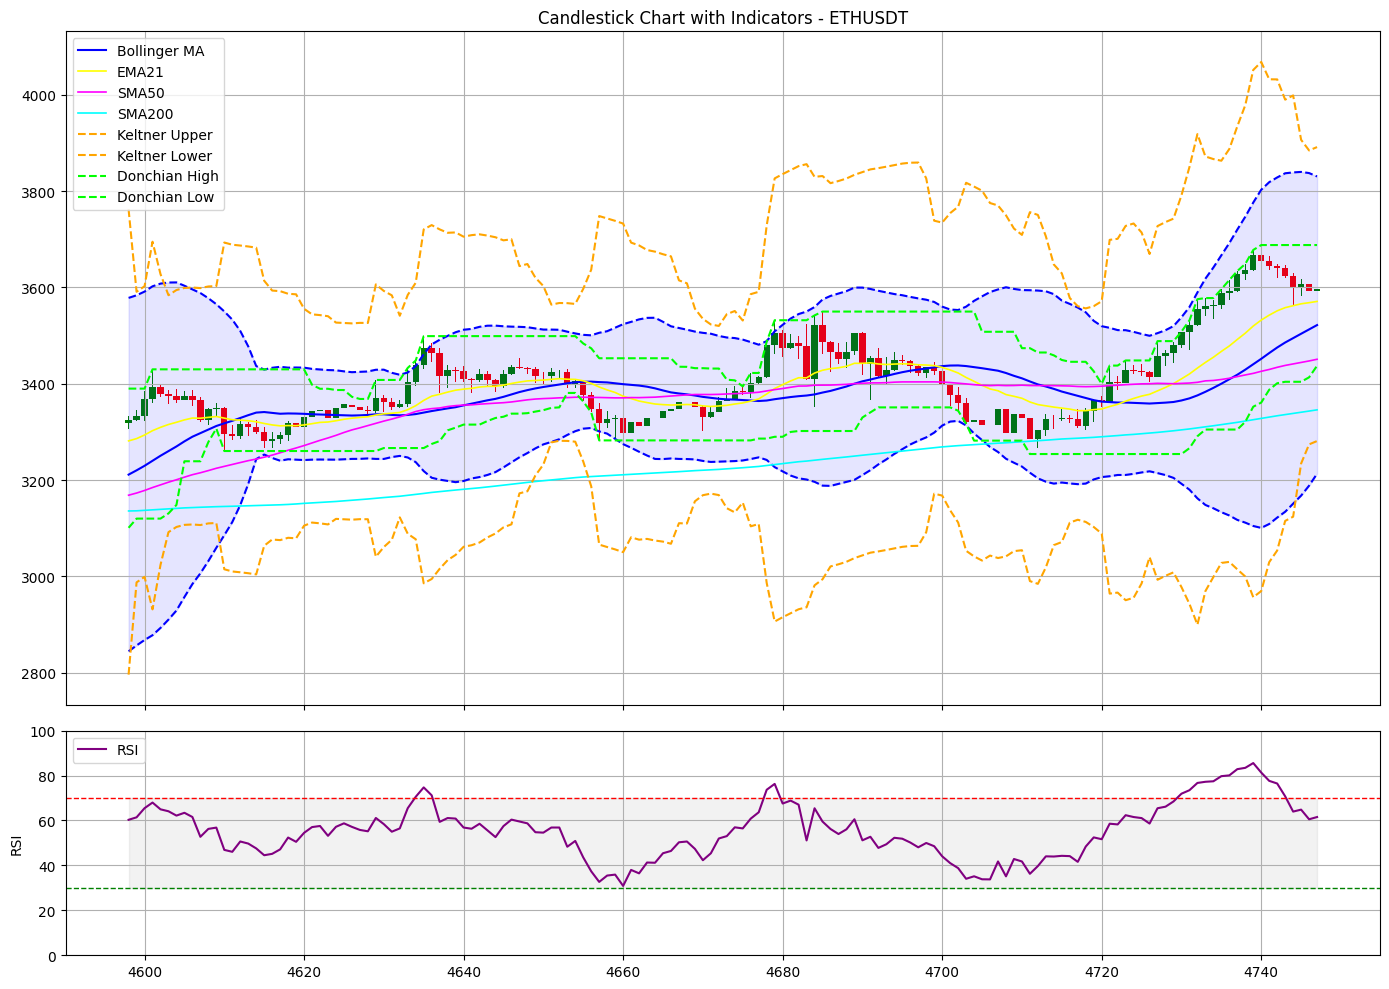 Candlestick Chart with Indicators - ETHUSDT
Bollinger MA
EMA21
SMA50
SMA200
Keltner Upper
Keltner Lower
Donchian High
Donchian Low
4000
3800
3600
3400
3200
3000
2800
RSI
100
80
60
40
20
0
RSI
4600 4620 4640 4660 4680 4700 4720 4740